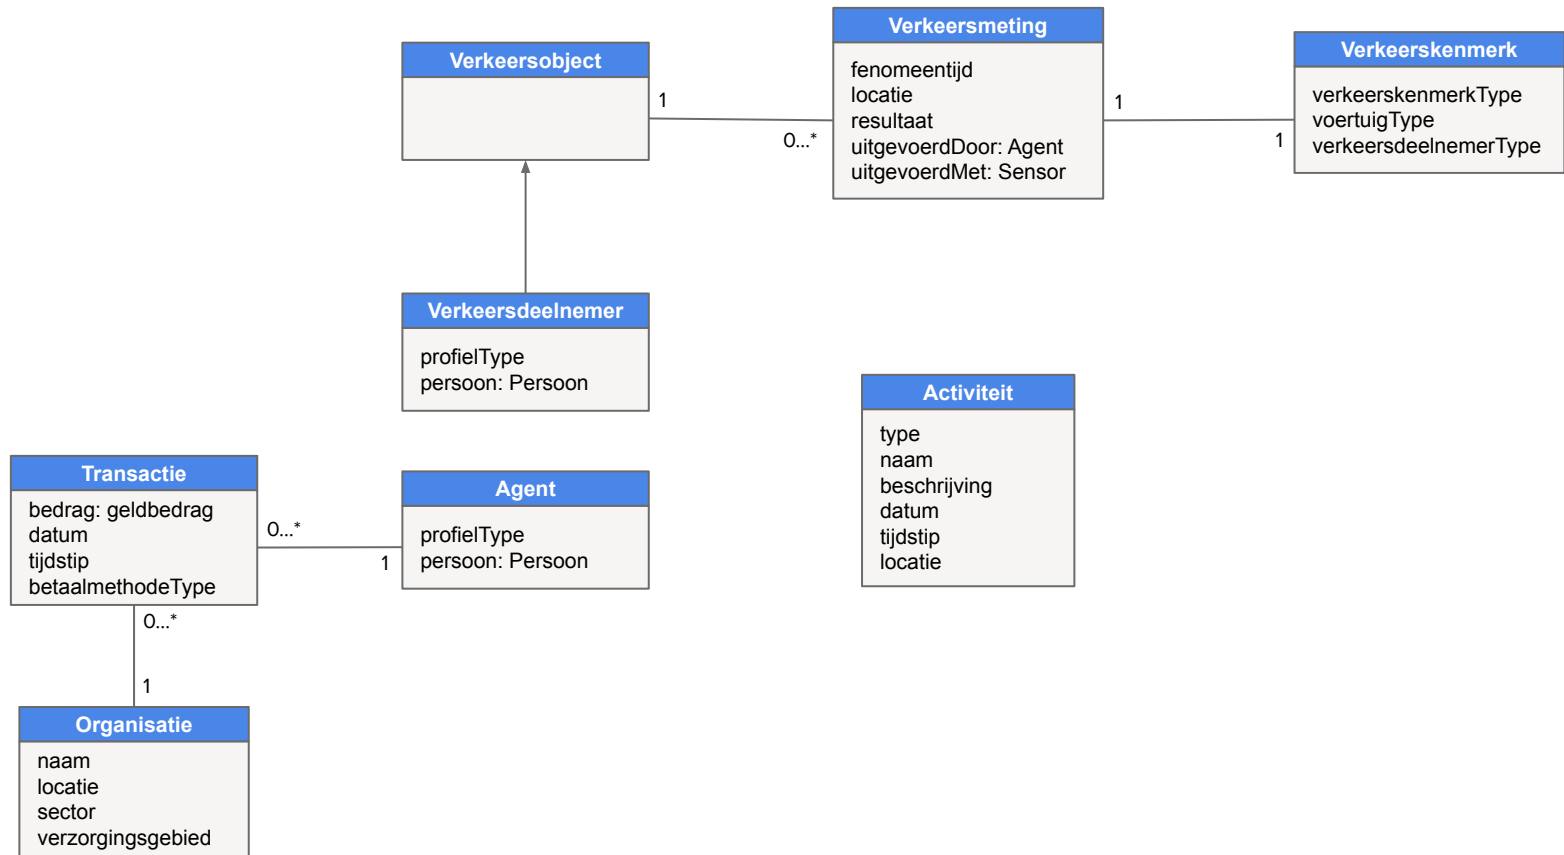 Verkeersobject
1
0...*
Verkeersmeting
fenomeentijd
locatie
resultaat
uitgevoerdDoor: Agent
uitgevoerdMet: Sensor
1
1
Verkeerskenmerk
verkeerskenmerkType
voertuigType
verkeersdeelnemerType
Verkeersdeelnemer
profielType
persoon: Persoon
Activiteit
type
naam
beschrijving
datum
tijdstip
locatie
Transactie
bedrag: geldbedrag
datum
tijdstip
betaalmethodeType
0...*
1
Agent
profielType
persoon: Persoon
0...*
1
Organisatie
naam
locatie
sector
verzorgingsgebied